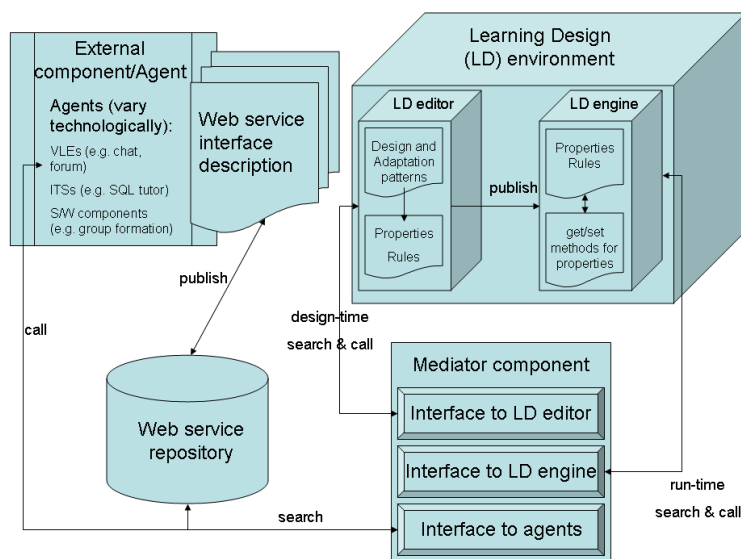 External
component/Agent
Agents (vary
technologically):
VLEs (e.g. chat,
forum)
ITSs (e.g. SQL tutor)
S/W components
(e.g. group formation)
Web service
interface
description
Learning Design
(LD) environment
LD editor
Design and
Adaptation
patterns
Properties
Rules
publish
LD engine
Properties
Rules
get/set
methods for
properties
publish
call
design-time
search & call
Web service
repository
Mediator component
Interface to LD editor
Interface to LD engine
Interface to agents
run-time
search & call
search